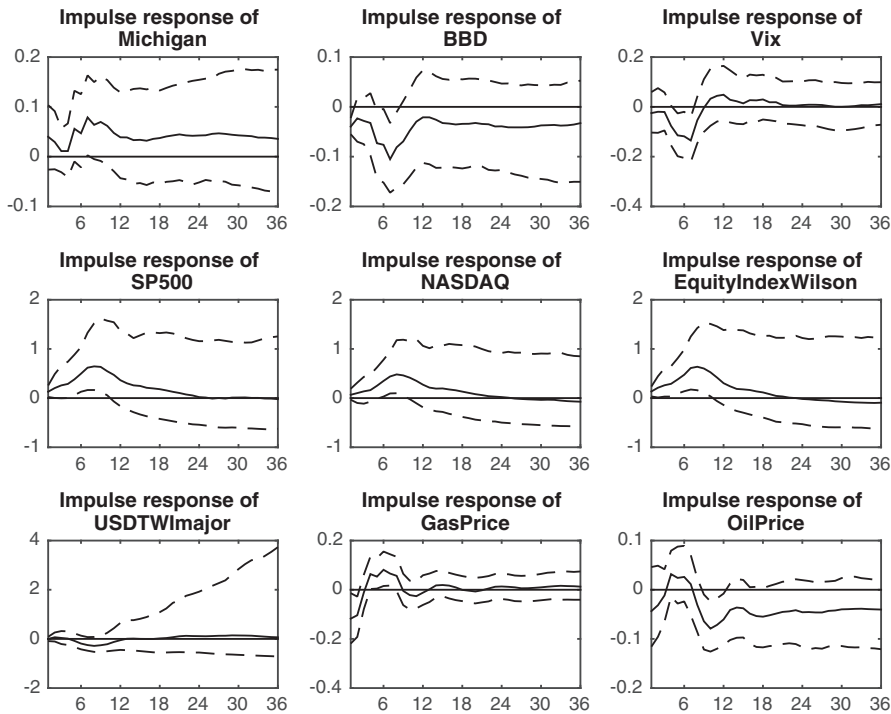 Impulse response of Michigan
Impulse response of BBD
Impulse response of Vix
0.2
0.1
0
-0.1
6 12 18 24 30 36
0.1
0
-0.1
-0.2
6 12 18 24 30 36
0.2
0
-0.2
-0.4
6 12 18 24 30 36
Impulse response of SP500
Impulse response of NASDAQ
Impulse response of EquityIndexWilson
2
1
0
-1
6 12 18 24 30 36
2
1
0
-1
6 12 18 24 30 36
2
1
0
-1
6 12 18 24 30 36
Impulse response of USDTWImajor
Impulse response of GasPrice
Impulse response of OilPrice
4
2
0
-2
6 12 18 24 30 36
0.2
0
-0.2
-0.4
6 12 18 24 30 36
0.1
0
-0.1
-0.2
6 12 18 24 30 36